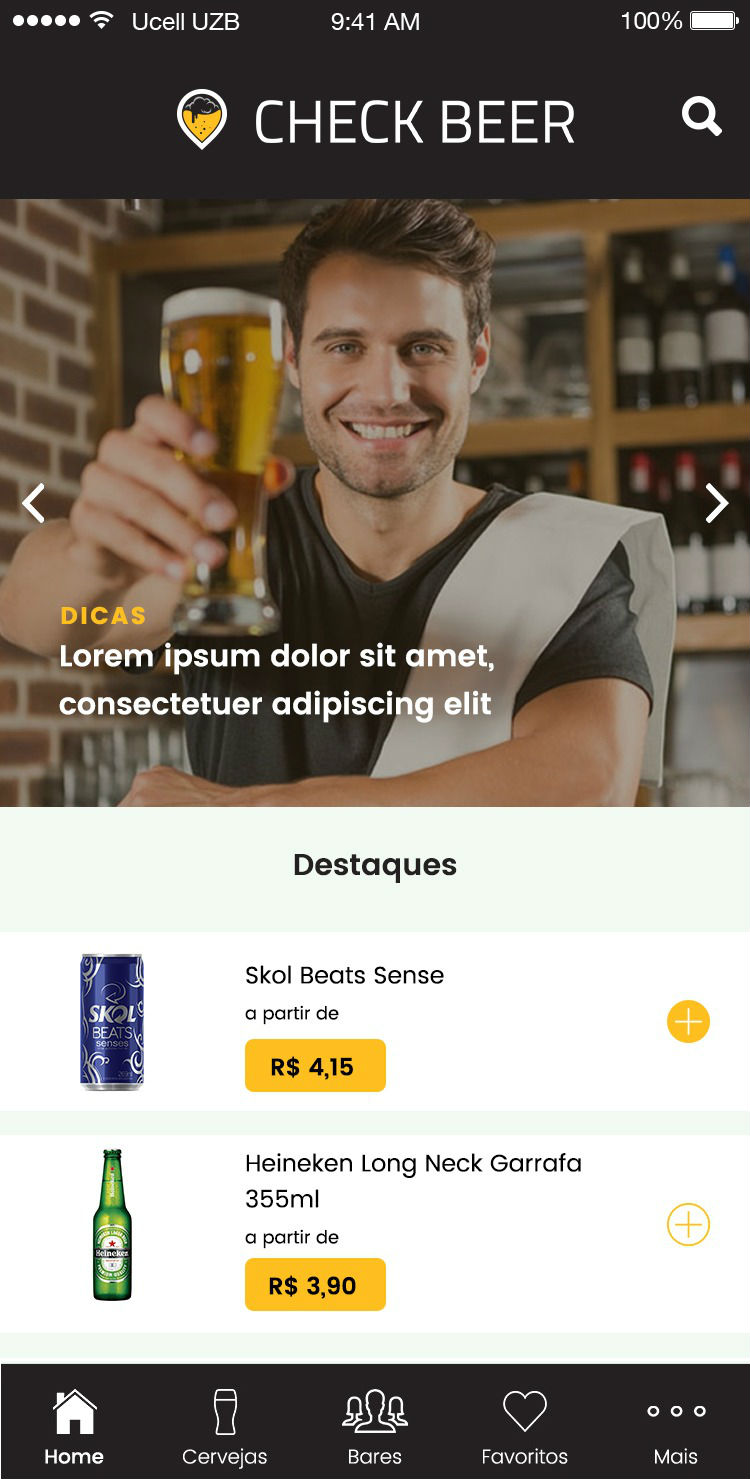 Ucell UZB 9:41 AM 100%
CHECK BEER
DICAS
Lorem ipsum dolor sit amet,
consectetuer adipiscing elit
Destaques
SKOL
BEATS
senses
Skol Beats Sense
a partir de
R$ 4,15
Heineken
Heineken Long Neck Garrafa
355ml
a partir de
R$ 3,90
Home Cervejas Bares Favoritos Mais